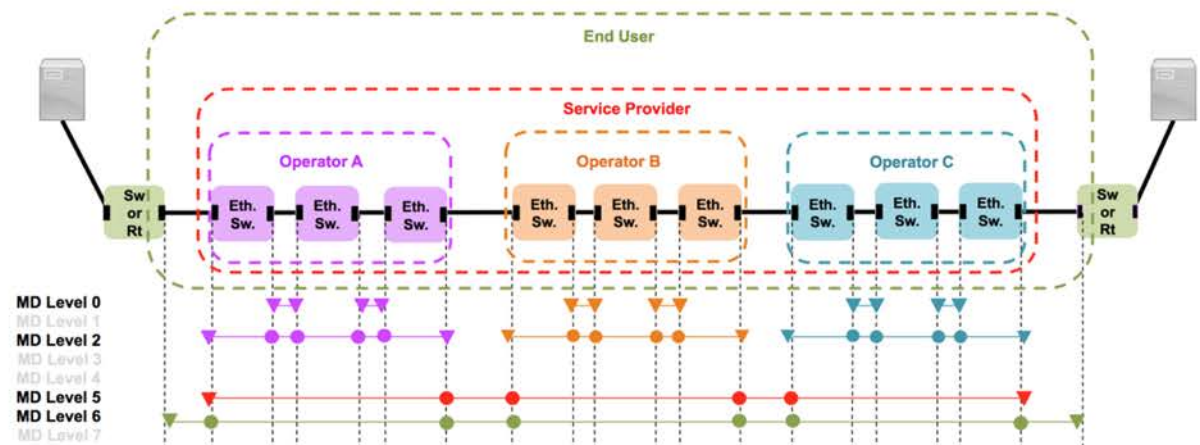 End User
Service Provider
Operator A
Operator B
Operator C
Sw
or
Rt
Eth.
Sw.
Eth.
Sw.
Eth.
Sw.
Eth.
Sw.
Eth.
Sw.
Eth.
Sw.
Eth.
Sw.
Eth.
Sw.
Eth.
Sw.
Sw
or
Rt
MD Level 0
MD Level 1
MD Level 2
MD Level 3
MD Level 4
MD Level 5
MD Level 6
MD Level 7